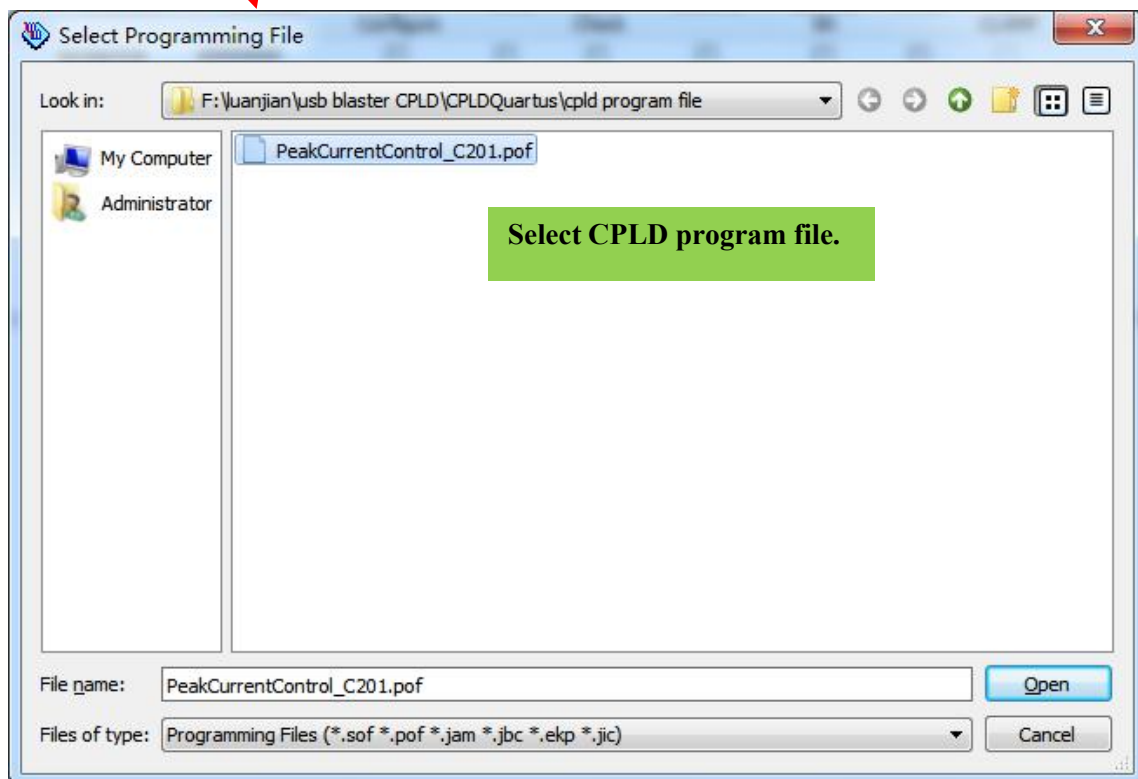 Select Programming File
Look in: F:\luanjian\usb blaster CPLD\CPLDQuartus\cpld program file
My Computer
Administrator
PeakCurrentControl_C201.pof
Select CPLD program file.
File name: PeakCurrentControl_C201.pof Open
Files of type: Programming Files (*.sof *.pof *.jam *.jbc *.ekp *.jic) Cancel